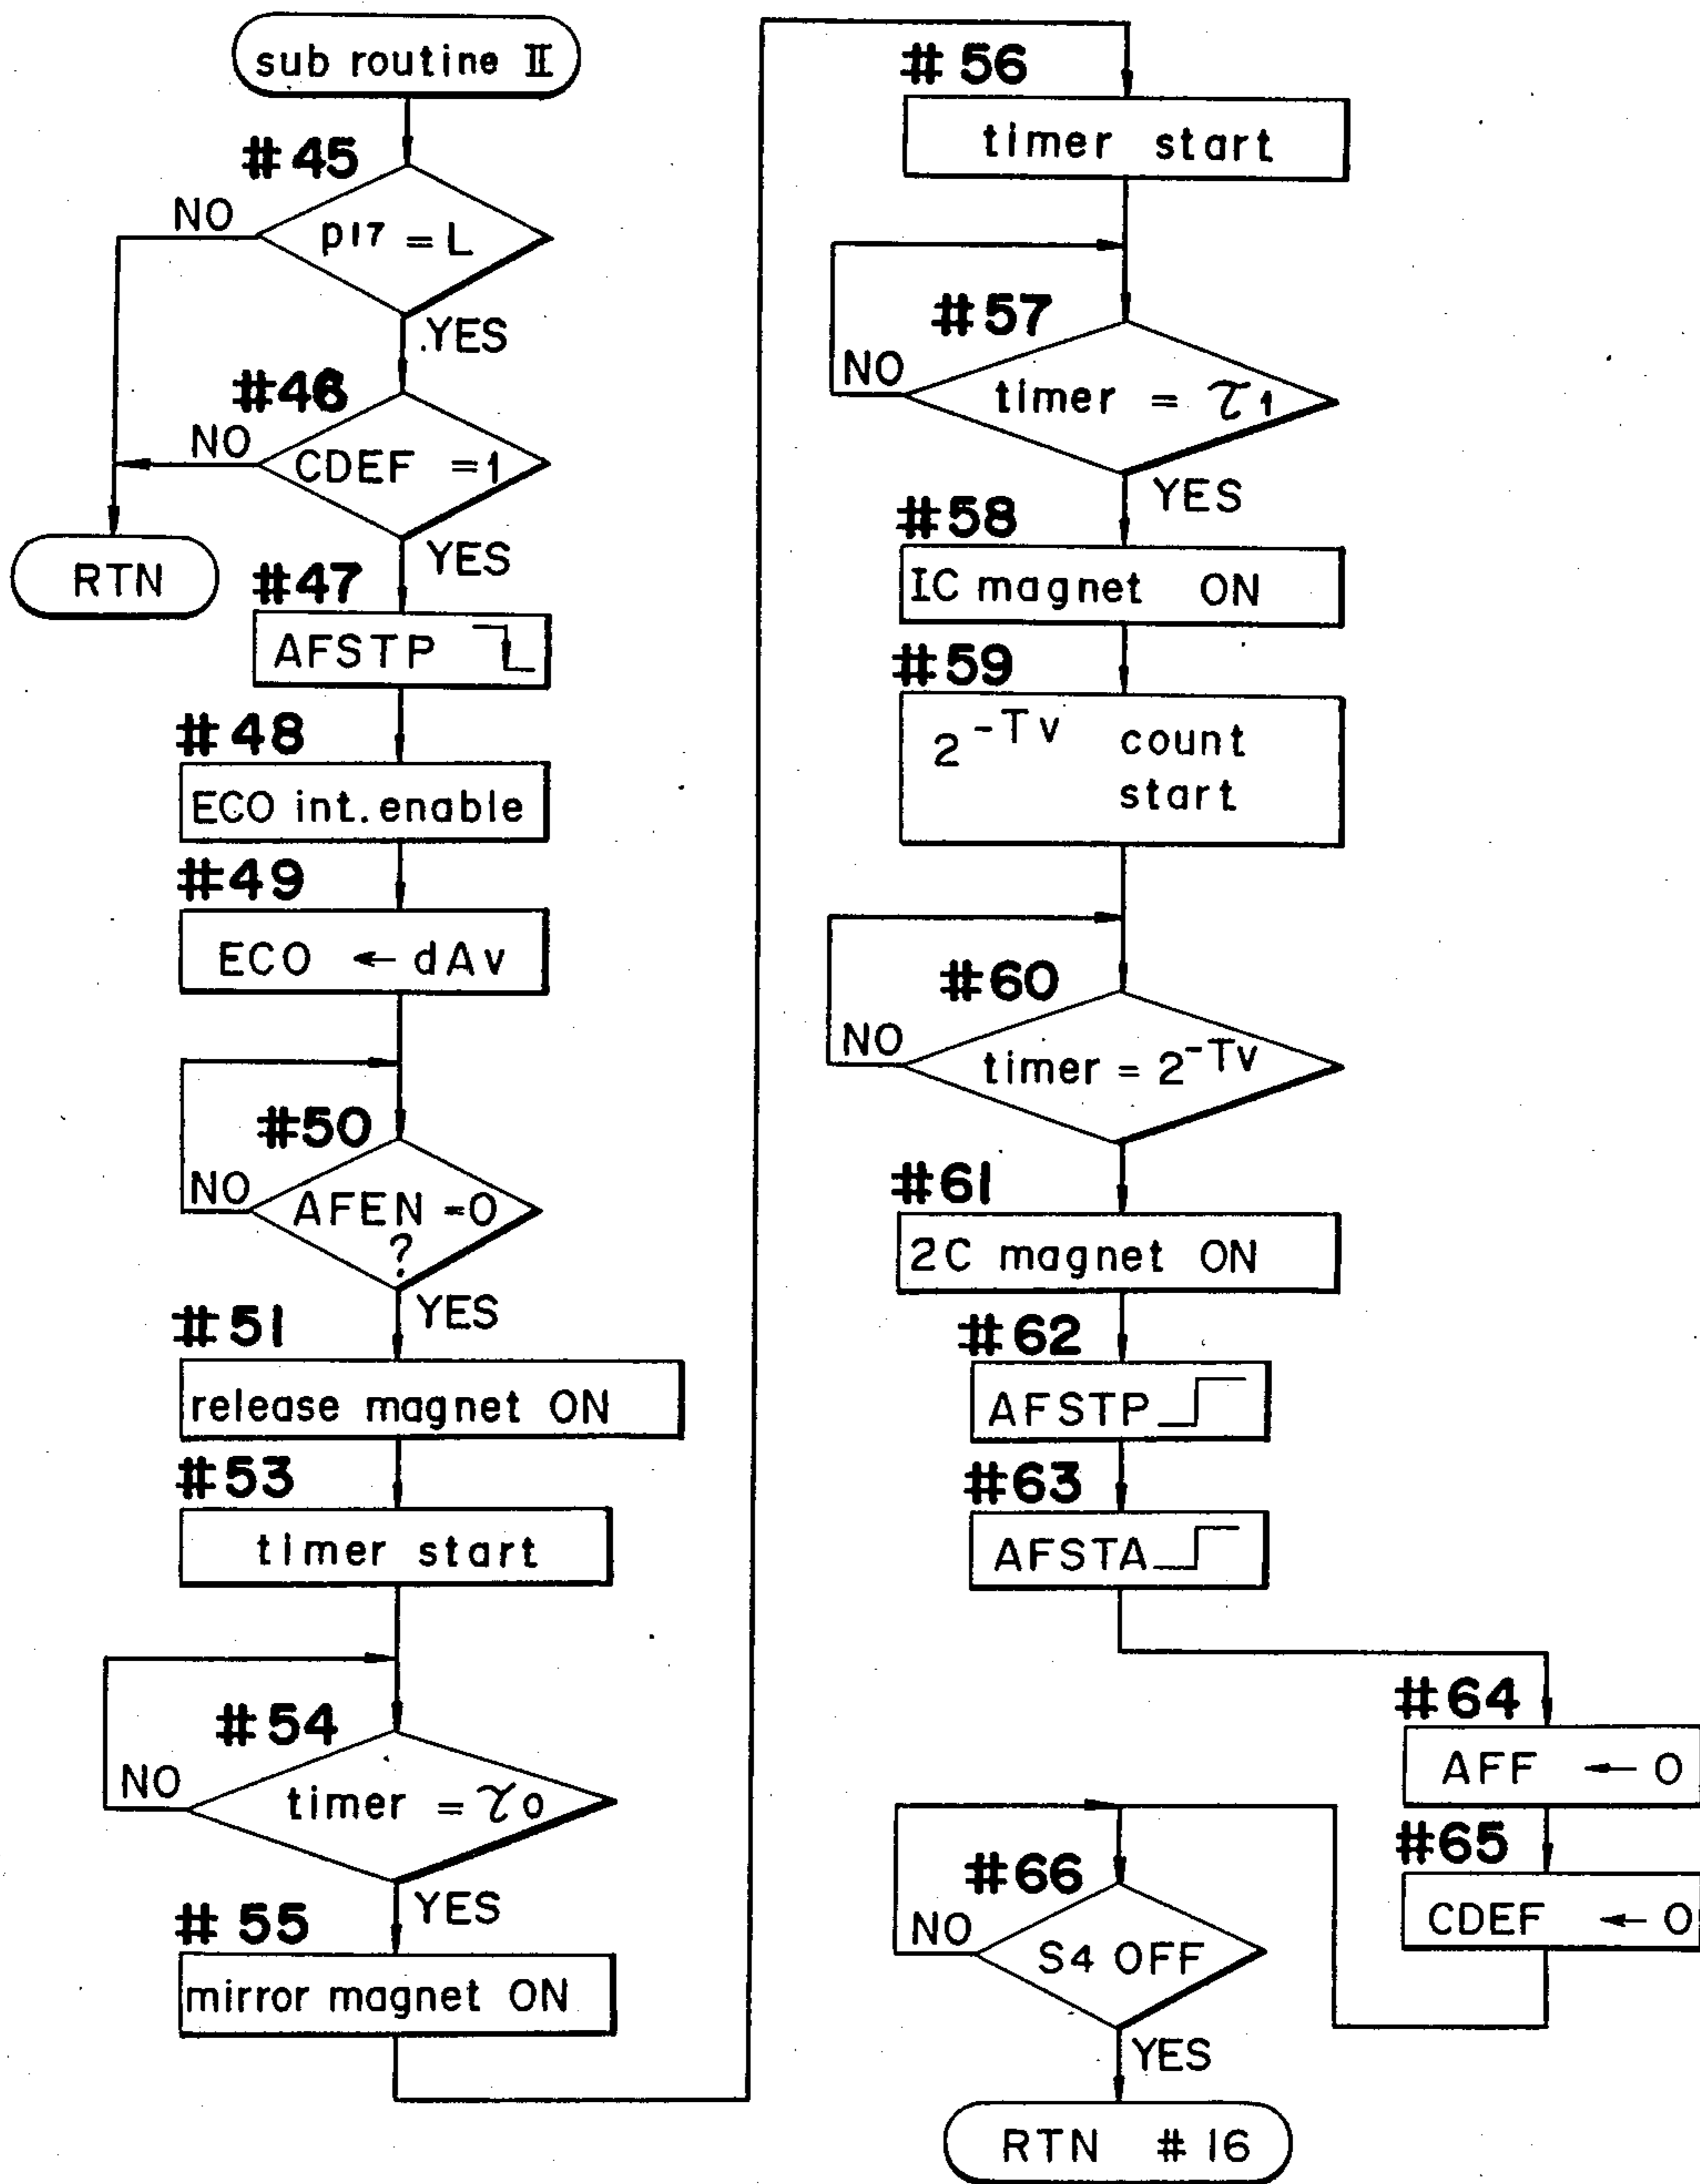 sub routine II
#45
NO
p17 = L
YES
#46
NO
CDEF = 1
YES
RTN
#47
AFSTP
#48
ECO int. enable
#49
ECO ← dAv
#50
NO
AFEN = 0
?
YES
#51
release magnet ON
#53
timer start
#54
NO
timer = τ0
YES
#55
mirror magnet ON
#56
timer start
#57
NO
timer = τ1
YES
#58
IC magnet ON
#59
2^-Tv count
start
#60
NO
timer = 2^-Tv
#61
2C magnet ON
#62
AFSTP
#63
AFSTA
#64
AFF ← 0
#65
CDEF ← 0
#66
NO
S4 OFF
YES
RTN #16